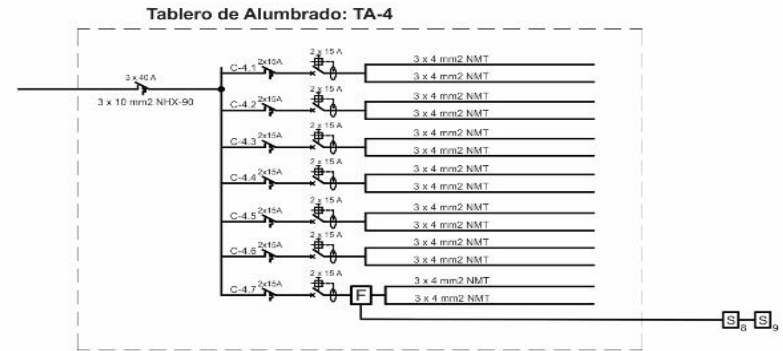 Tablero de Alumbrado: TA-4
3 x 40 A
3 x 10 mm2 NHX-90
C-4.1 2x15A 2 x 15 A 3 x 4 mm2 NMT
3 x 4 mm2 NMT
C-4.2 2x15A 2 x 15 A 3 x 4 mm2 NMT
3 x 4 mm2 NMT
C-4.3 2x15A 2 x 15 A 3 x 4 mm2 NMT
3 x 4 mm2 NMT
C-4.4 2x15A 2 x 15 A 3 x 4 mm2 NMT
3 x 4 mm2 NMT
C-4.5 2x15A 2 x 15 A 3 x 4 mm2 NMT
3 x 4 mm2 NMT
C-4.6 2x15A 2 x 15 A 3 x 4 mm2 NMT
3 x 4 mm2 NMT
C-4.7 2x15A 2 x 15 A F 3 x 4 mm2 NMT
3 x 4 mm2 NMT
S8 S9